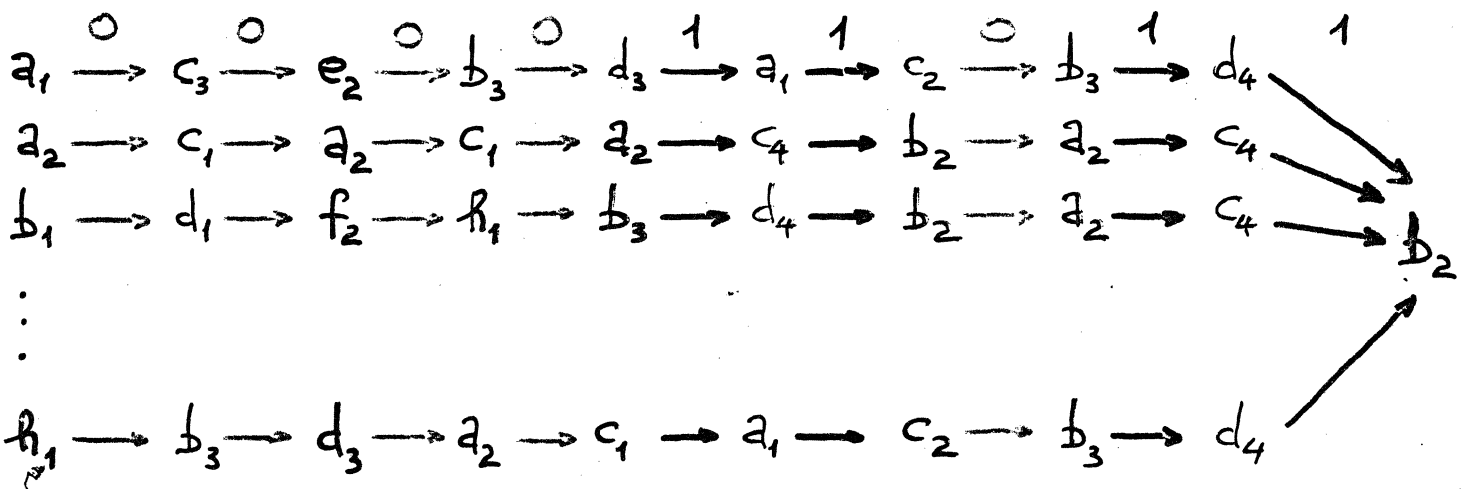 0 0 0 0 1 1 0 1 1
a₁ → c₃ → e₂ → b₃ → d₃ → a₁ → c₂ → b₃ → d₄
a₂ → c₁ → a₂ → c₁ → a₂ → c₄ → b₂ → a₂ → c₄
b₁ → d₁ → f₂ → h₁ → b₃ → d₄ → b₂ → a₂ → c₄
b₂
⋮
h₁ → b₃ → d₃ → a₂ → c₁ → a₁ → c₂ → b₃ → d₄